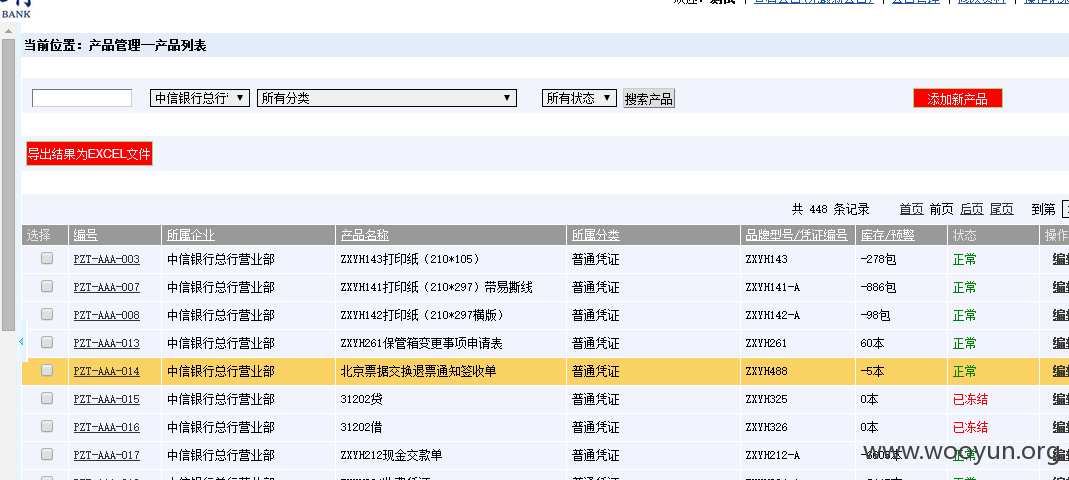 BANK
当前位置：产品管理—产品列表
中信银行总行 所有分类 所有状态 搜索产品 添加新产品
导出结果为EXCEL文件
共 448 条记录 首页 前页 后页 尾页 到第
选择 编号 所属企业 产品名称 所属分类 品牌型号/凭证编号 库存/预警 状态 操作
PZT-AAA-003 中信银行总行营业部 ZXYH143打印纸（210*105） 普通凭证 ZXYH143 -278包 正常
PZT-AAA-007 中信银行总行营业部 ZXYH141打印纸（210*297）带易撕线 普通凭证 ZXYH141-A -886包 正常
PZT-AAA-008 中信银行总行营业部 ZXYH142打印纸（210*297横版） 普通凭证 ZXYH142-A -98包 正常
PZT-AAA-013 中信银行总行营业部 ZXYH261保管箱变更事项申请表 普通凭证 ZXYH261 60本 正常
PZT-AAA-014 中信银行总行营业部 北京票据交换退票通知签收单 普通凭证 ZXYH488 -5本 正常
PZT-AAA-015 中信银行总行营业部 31202贷 普通凭证 ZXYH325 0本 已冻结
PZT-AAA-016 中信银行总行营业部 31202借 普通凭证 ZXYH326 0本 已冻结
PZT-AAA-017 中信银行总行营业部 ZXYH212现金交款单 普通凭证 ZXYH212-A 正常
www.wooyun.org